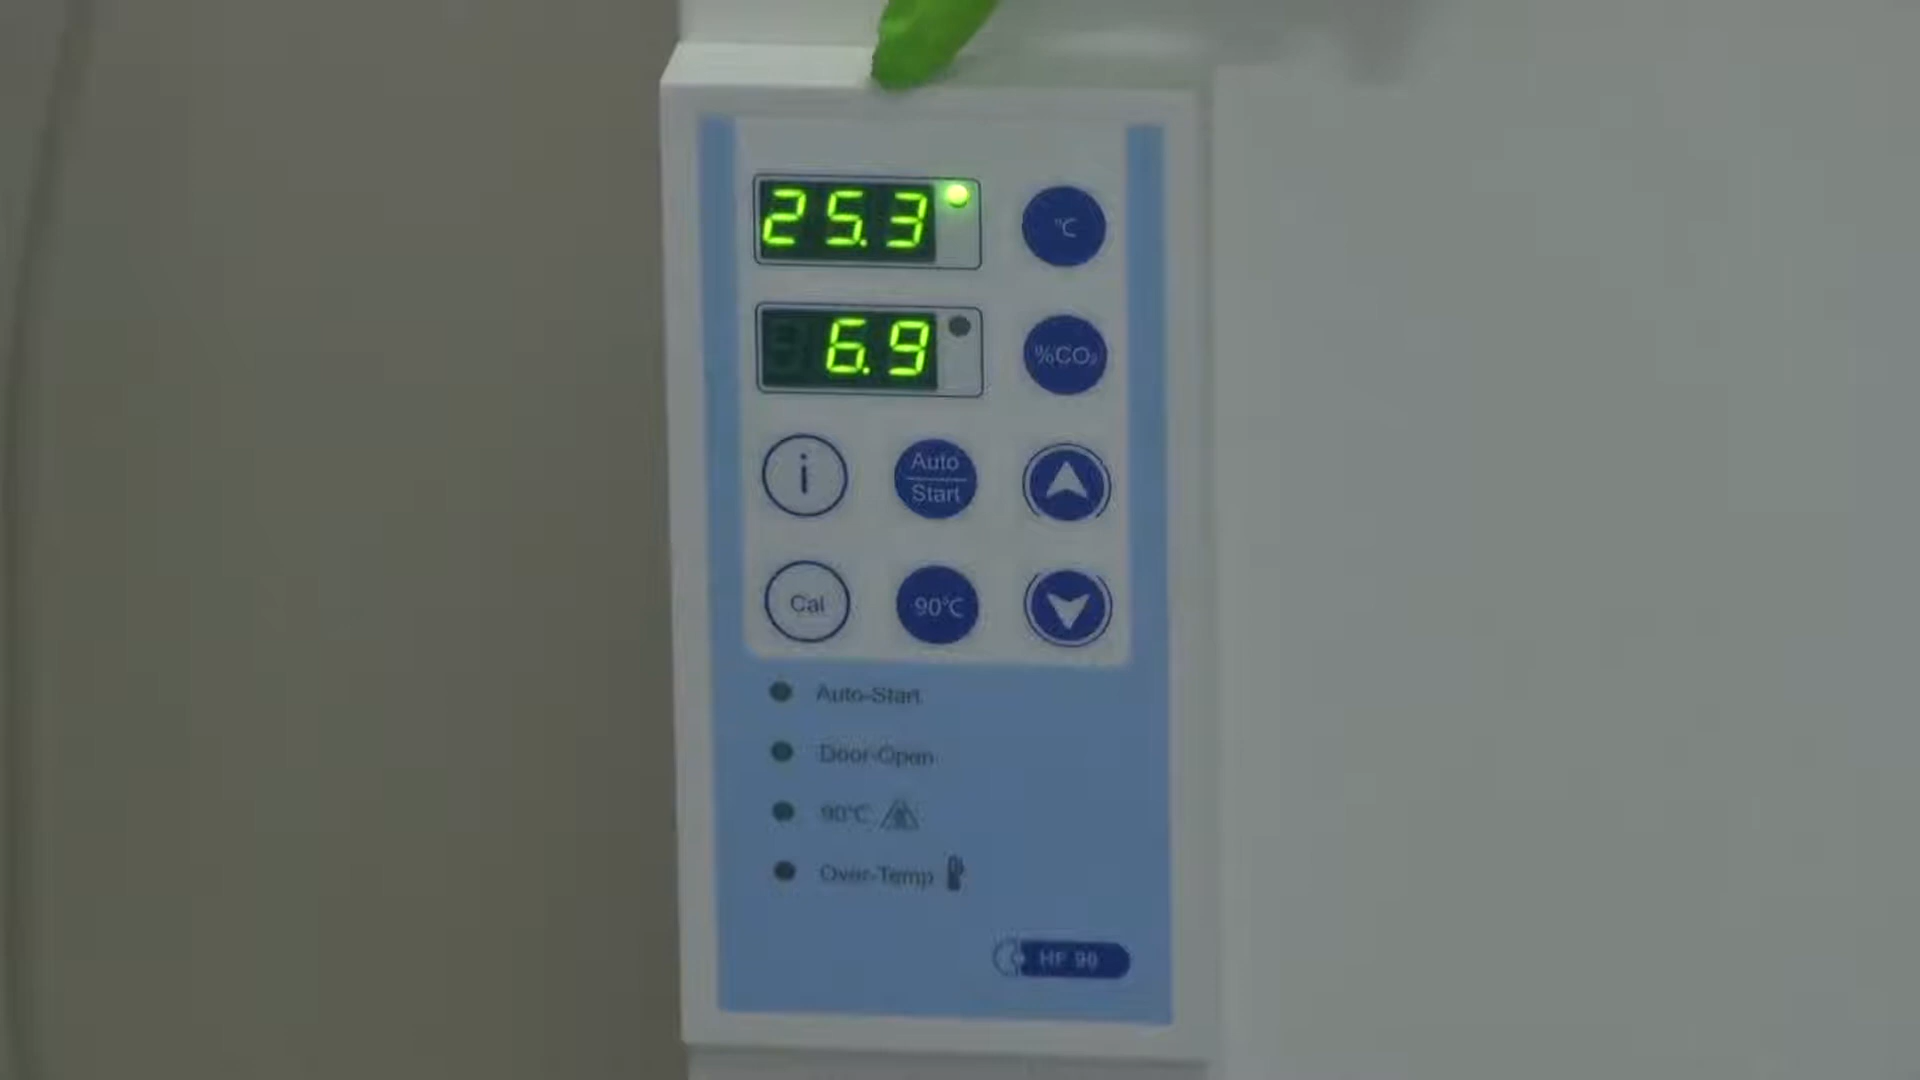 25.3
°C
6.9
%CO₂
i
Auto
Start
Cal
90°C
Auto-Start
Door-Open
90°C
Over-Temp
HF 90